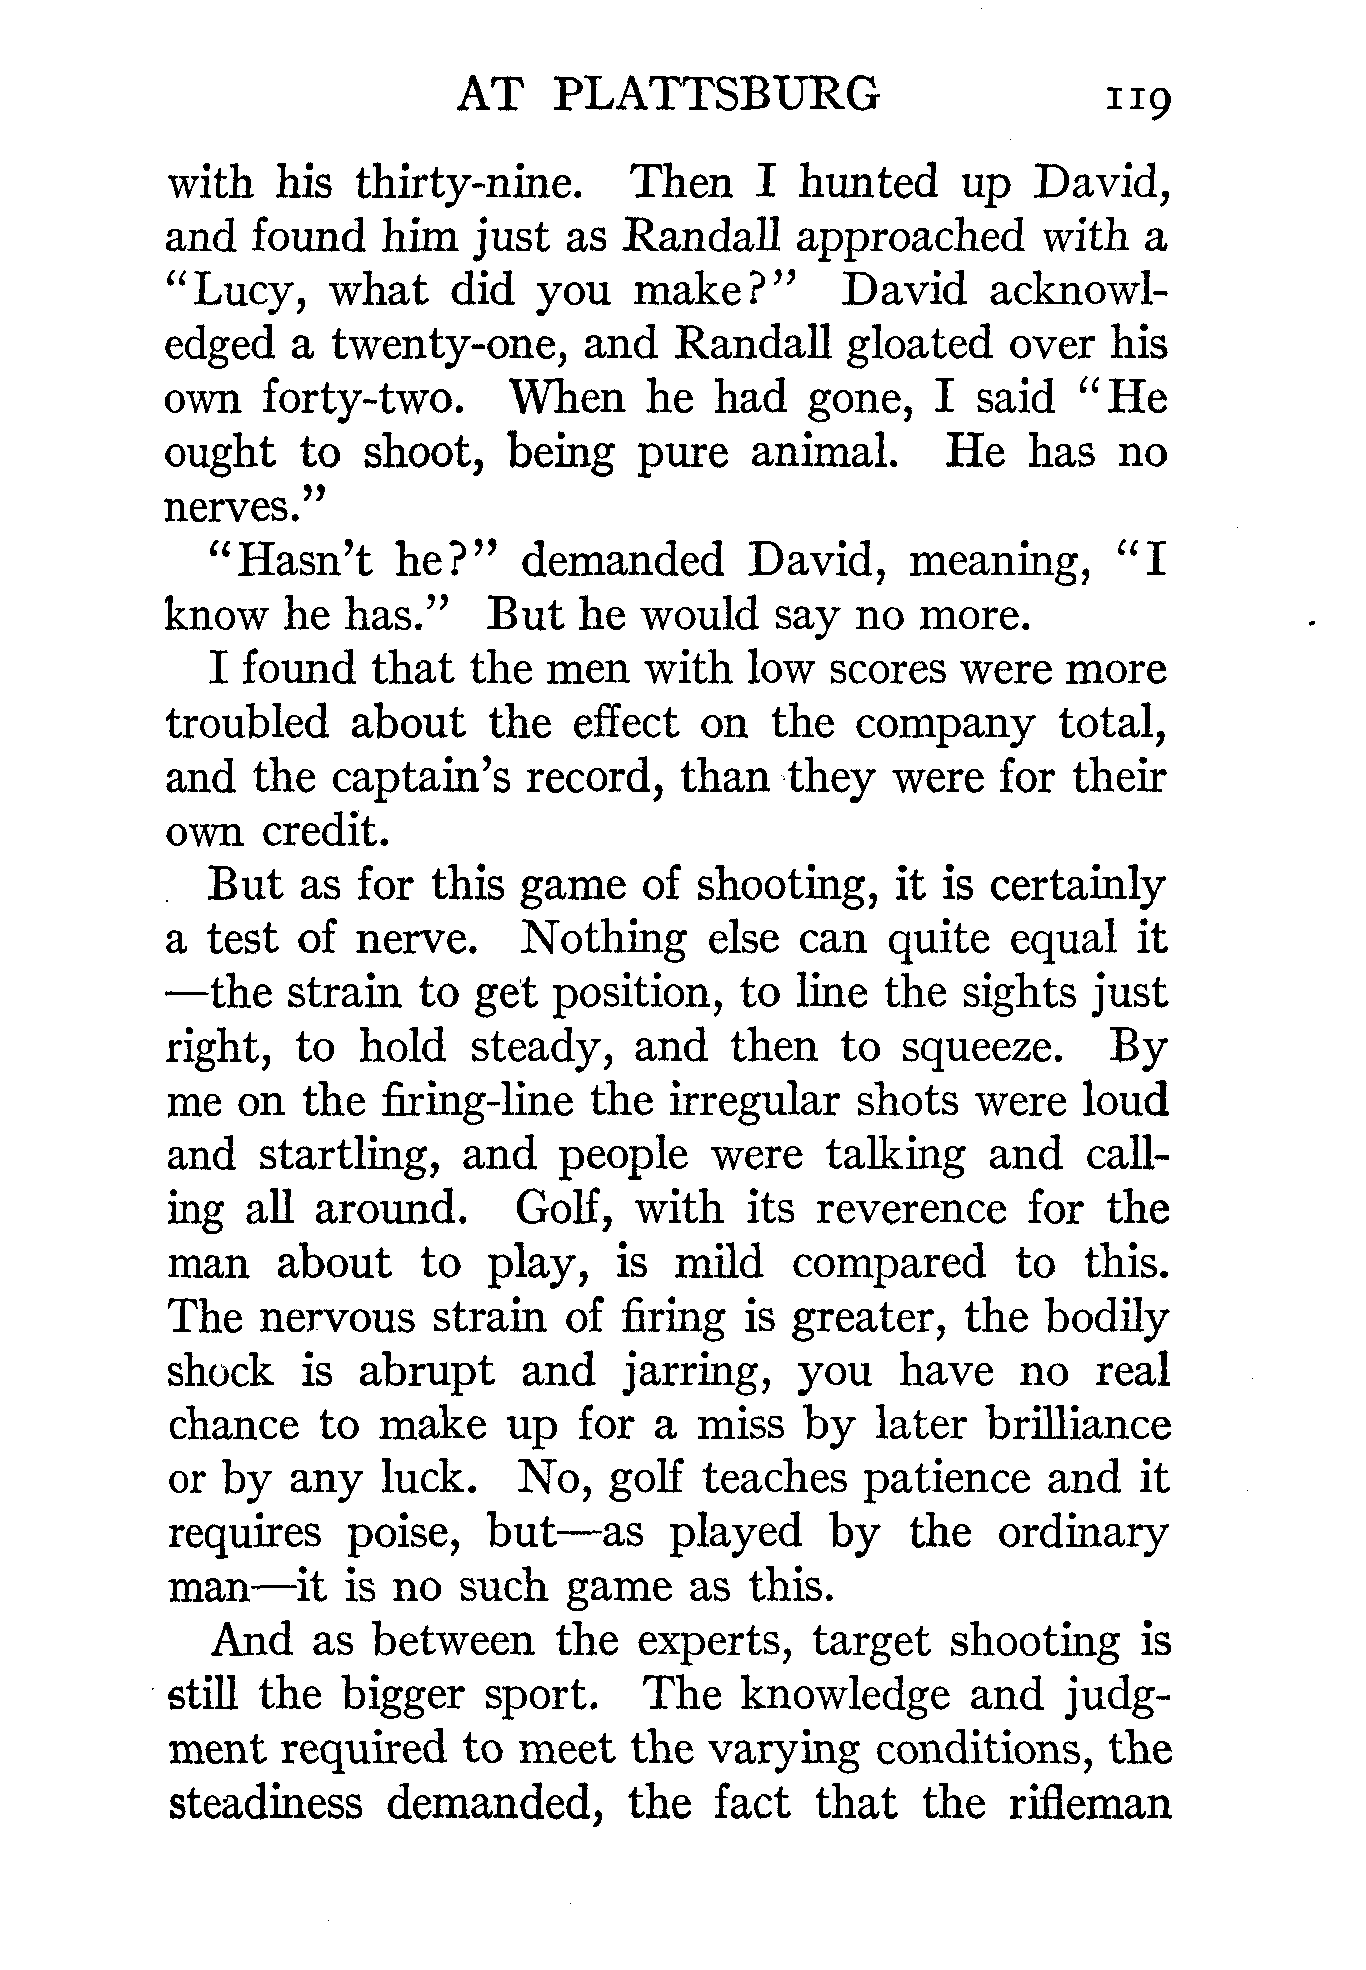 AT PLATTSBURG 119
with his thirty-nine. Then I hunted up David,
and found him just as Randall approached with a
"Lucy, what did you make?" David acknowl-
edged a twenty-one, and Randall gloated over his
own forty-two. When he had gone, I said "He
ought to shoot, being pure animal. He has no
nerves."
"Hasn't he?" demanded David, meaning, "I
know he has." But he would say no more.
I found that the men with low scores were more
troubled about the effect on the company total,
and the captain's record, than they were for their
own credit.
But as for this game of shooting, it is certainly
a test of nerve. Nothing else can quite equal it
—the strain to get position, to line the sights just
right, to hold steady, and then to squeeze. By
me on the firing-line the irregular shots were loud
and startling, and people were talking and call-
ing all around. Golf, with its reverence for the
man about to play, is mild compared to this.
The nervous strain of firing is greater, the bodily
shock is abrupt and jarring, you have no real
chance to make up for a miss by later brilliance
or by any luck. No, golf teaches patience and it
requires poise, but—as played by the ordinary
man—it is no such game as this.
And as between the experts, target shooting is
still the bigger sport. The knowledge and judg-
ment required to meet the varying conditions, the
steadiness demanded, the fact that the rifleman